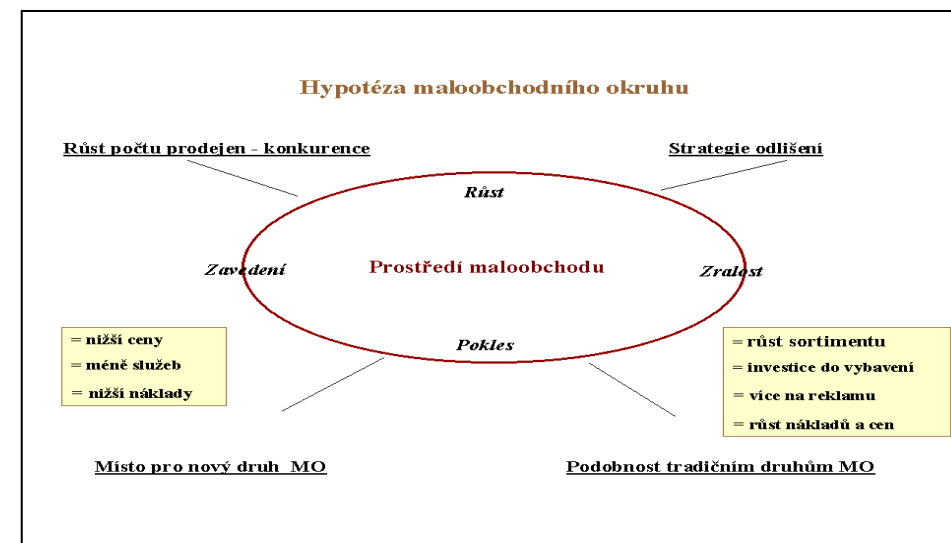 Hypotéza maloobchodního okruhu
Růst počtu prodejen - konkurence
Strategie odlišení
Růst
Zavedení
Prostředí maloobchodu
Zralost
Pokles
= nižší ceny
= méně služeb
= nižší náklady
= růst sortimentu
= investice do vybavení
= více na reklamu
= růst nákladů a cen
Místo pro nový druh MO
Podobnost tradičním druhům MO